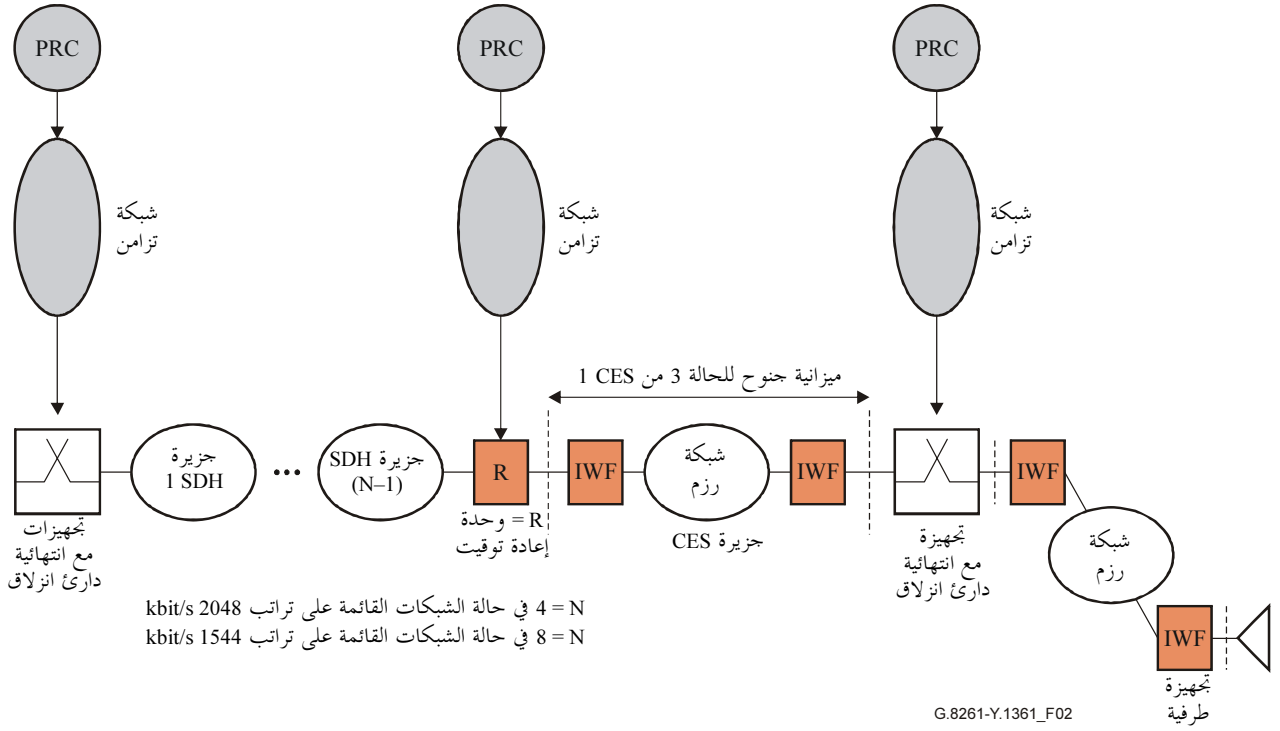 PRC
PRC
PRC
شبكة
تزامن
شبكة
تزامن
شبكة
تزامن
ميزانية جنوح للحالة 3 من CES 1
جزيرة
SDH 1
•••
جزيرة SDH
(N–1)
R
IWF
شبكة
رزم
IWF
IWF
تجهيزات
مع انتهائية
دارئ انزلاق
R = وحدة
إعادة توقيت
جزيرة CES
تجهيزة
مع انتهائية
دارئ انزلاق
شبكة
رزم
N = 4 في حالة الشبكات القائمة على تراتب 2048 kbit/s
N = 8 في حالة الشبكات القائمة على تراتب 1544 kbit/s
IWF
تجهيزة
طرفية
G.8261-Y.1361_F02